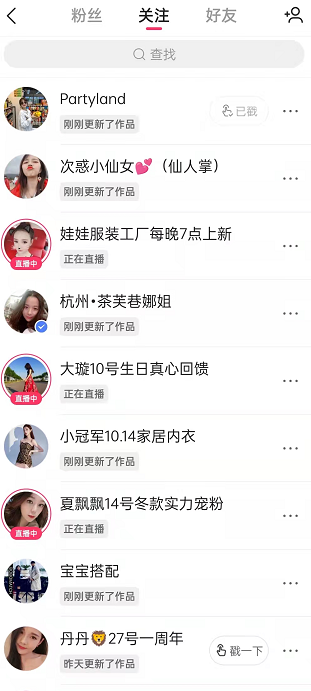 粉丝 关注 好友
查找
Partyland
刚刚更新了作品
已戳
次惑小仙女💕（仙人掌）
刚刚更新了作品
娃娃服装工厂每晚7点上新
正在直播
直播中
杭州•茶芙巷娜姐
刚刚更新了作品
大璇10号生日真心回馈
正在直播
直播中
小冠军10.14家居内衣
刚刚更新了作品
夏飘飘14号冬款实力宠粉
正在直播
直播中
宝宝搭配
刚刚更新了作品
丹丹🦁27号一周年
昨天更新了作品
戳一下